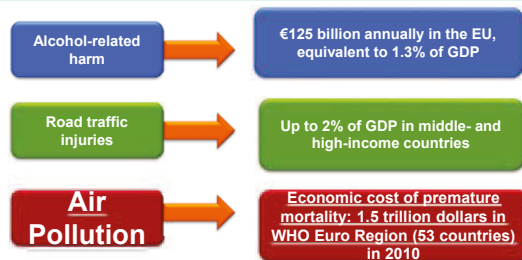 Alcohol-related
harm
€125 billion annually in the EU,
equivalent to 1.3% of GDP
Road traffic
injuries
Up to 2% of GDP in middle- and
high-income countries
Air
Pollution
Economic cost of premature
mortality: 1.5 trillion dollars in
WHO Euro Region (53 countries)
in 2010